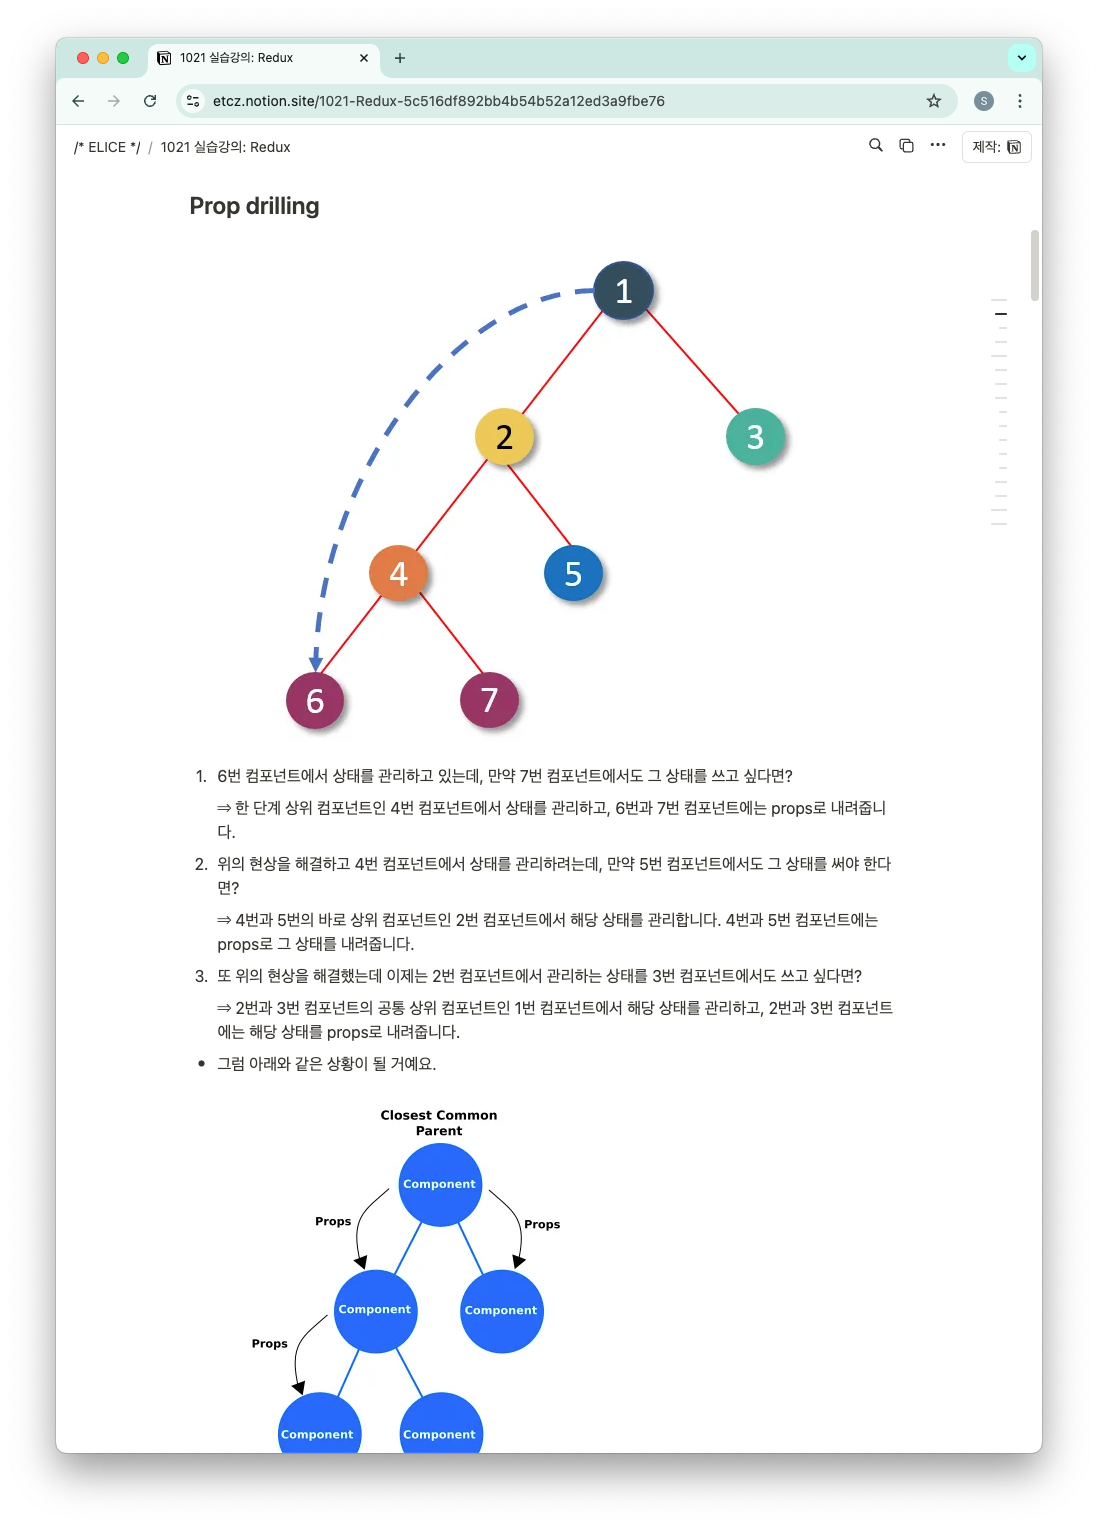 1021 실습강의: Redux
etcz.notion.site/1021-Redux-5c516df892bb4b54b52a12ed3a9fbe76
S
/* ELICE */ / 1021 실습강의: Redux
제작:
Prop drilling
1
2
3
4
5
6
7
1. 6번 컴포넌트에서 상태를 관리하고 있는데, 만약 7번 컴포넌트에서도 그 상태를 쓰고 싶다면?
⇒ 한 단계 상위 컴포넌트인 4번 컴포넌트에서 상태를 관리하고, 6번과 7번 컴포넌트에는 props로 내려줍니
다.
2. 위의 현상을 해결하고 4번 컴포넌트에서 상태를 관리하려는데, 만약 5번 컴포넌트에서도 그 상태를 써야 한다
면?
⇒ 4번과 5번의 바로 상위 컴포넌트인 2번 컴포넌트에서 해당 상태를 관리합니다. 4번과 5번 컴포넌트에는
props로 그 상태를 내려줍니다.
3. 또 위의 현상을 해결했는데 이제는 2번 컴포넌트에서 관리하는 상태를 3번 컴포넌트에서도 쓰고 싶다면?
⇒ 2번과 3번 컴포넌트의 공통 상위 컴포넌트인 1번 컴포넌트에서 해당 상태를 관리하고, 2번과 3번 컴포넌트
에는 해당 상태를 props로 내려줍니다.
• 그럼 아래와 같은 상황이 될 거예요.
Closest Common
Parent
Component
Props
Props
Component
Component
Props
Component
Component